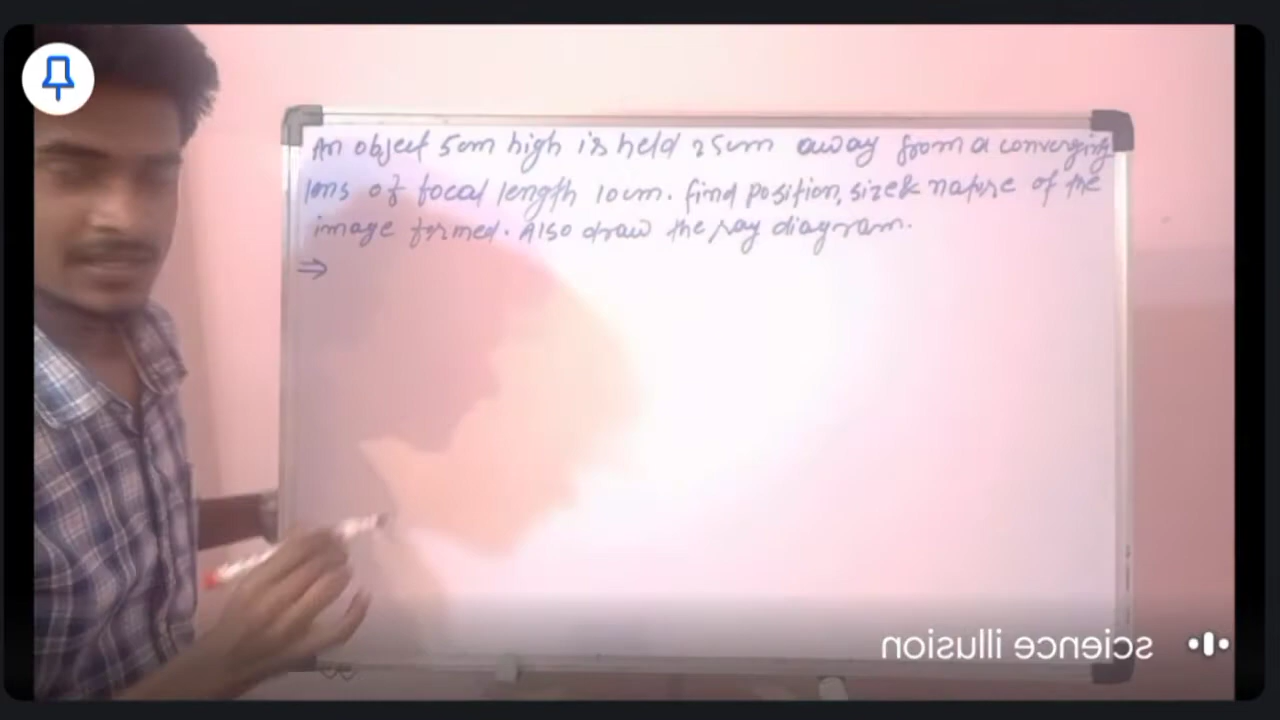 An object 5cm high is held 25cm away from a converging
lens of focal length 10cm. find position, size & nature of the
image formed. Also draw the ray diagram.
⇒
science illusion